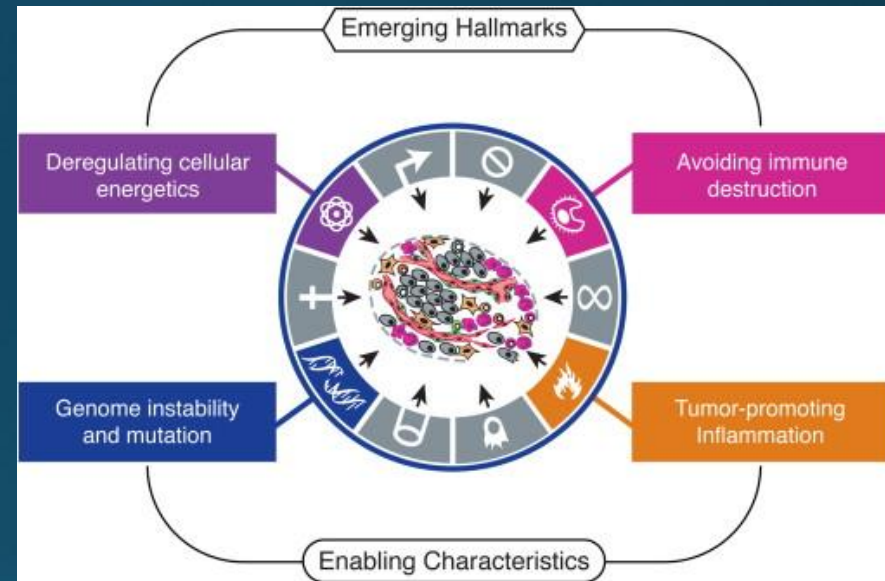 Emerging Hallmarks
Deregulating cellular
energetics
Avoiding immune
destruction
Genome instability
and mutation
Tumor-promoting
Inflammation
Enabling Characteristics